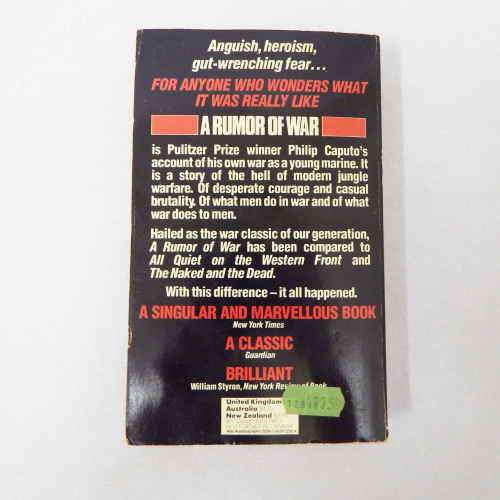 Anguish, heroism,
gut-wrenching fear...
FOR ANYONE WHO WONDERS WHAT
IT WAS REALLY LIKE
A RUMOR OF WAR
is Pulitzer Prize winner Philip Caputo's
account of his own war as a young marine. It
is a story of the hell of modern jungle
warfare. Of desperate courage and casual
brutality. Of what men do in war and of what
war does to men.
Hailed as the war classic of our generation,
A Rumor of War has been compared to
All Quiet on the Western Front and
The Naked and the Dead.
With this difference – it all happened.
A SINGULAR AND MARVELLOUS BOOK
New York Times
A CLASSIC
Guardian
BRILLIANT
William Styron, New York Review of Book
United Kingdom
Australia
New Zealand